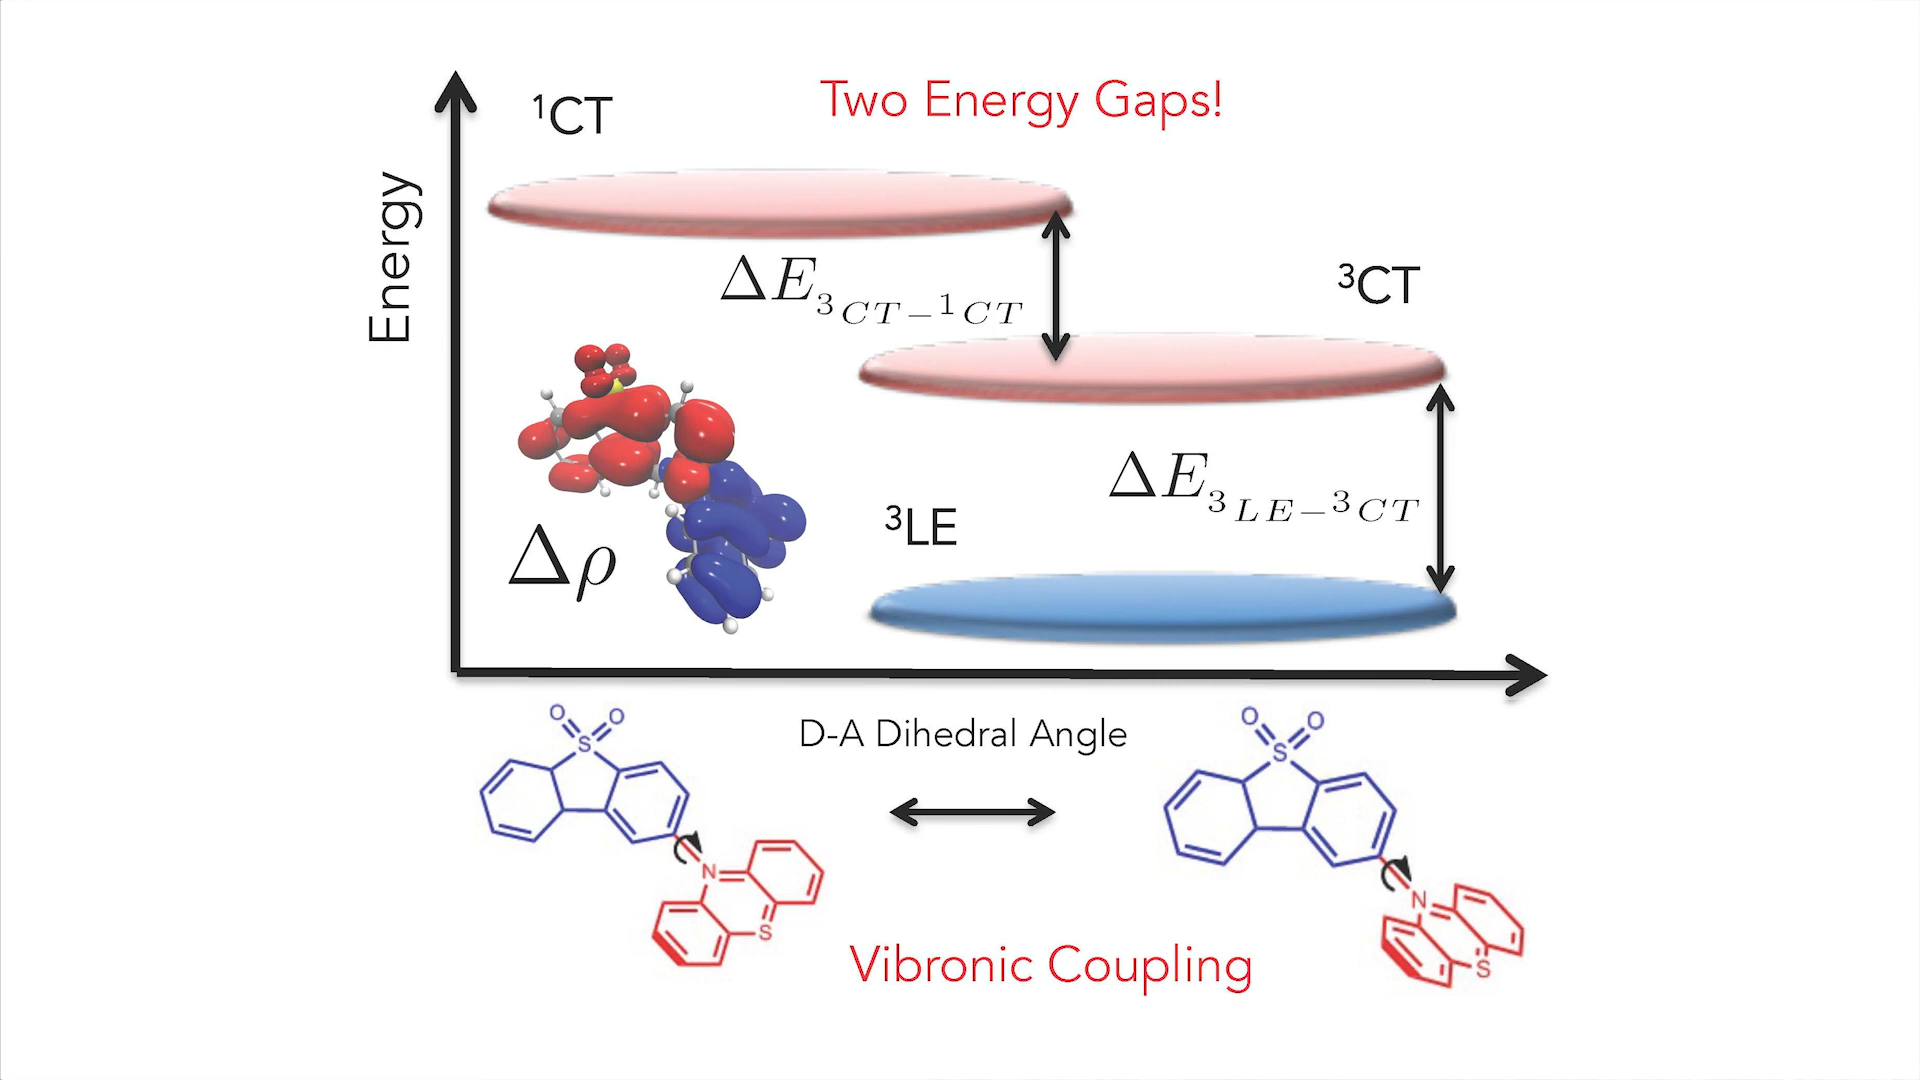 ¹CT
Two Energy Gaps!
Energy
ΔE³CT−¹CT
³CT
ΔE³LE−³CT
³LE
Δρ
D-A Dihedral Angle
O O
S
N
S
O O
S
N
S
Vibronic Coupling